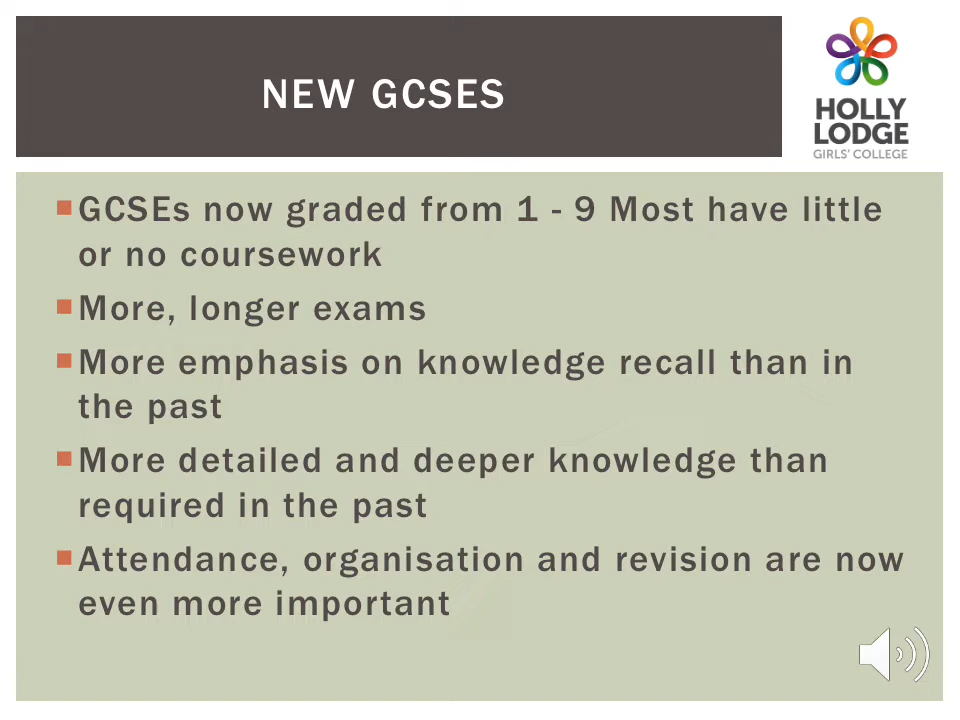 NEW GCSES
HOLLY
LODGE
GIRLS' COLLEGE
GCSEs now graded from 1 - 9 Most have little
or no coursework
More, longer exams
More emphasis on knowledge recall than in
the past
More detailed and deeper knowledge than
required in the past
Attendance, organisation and revision are now
even more important